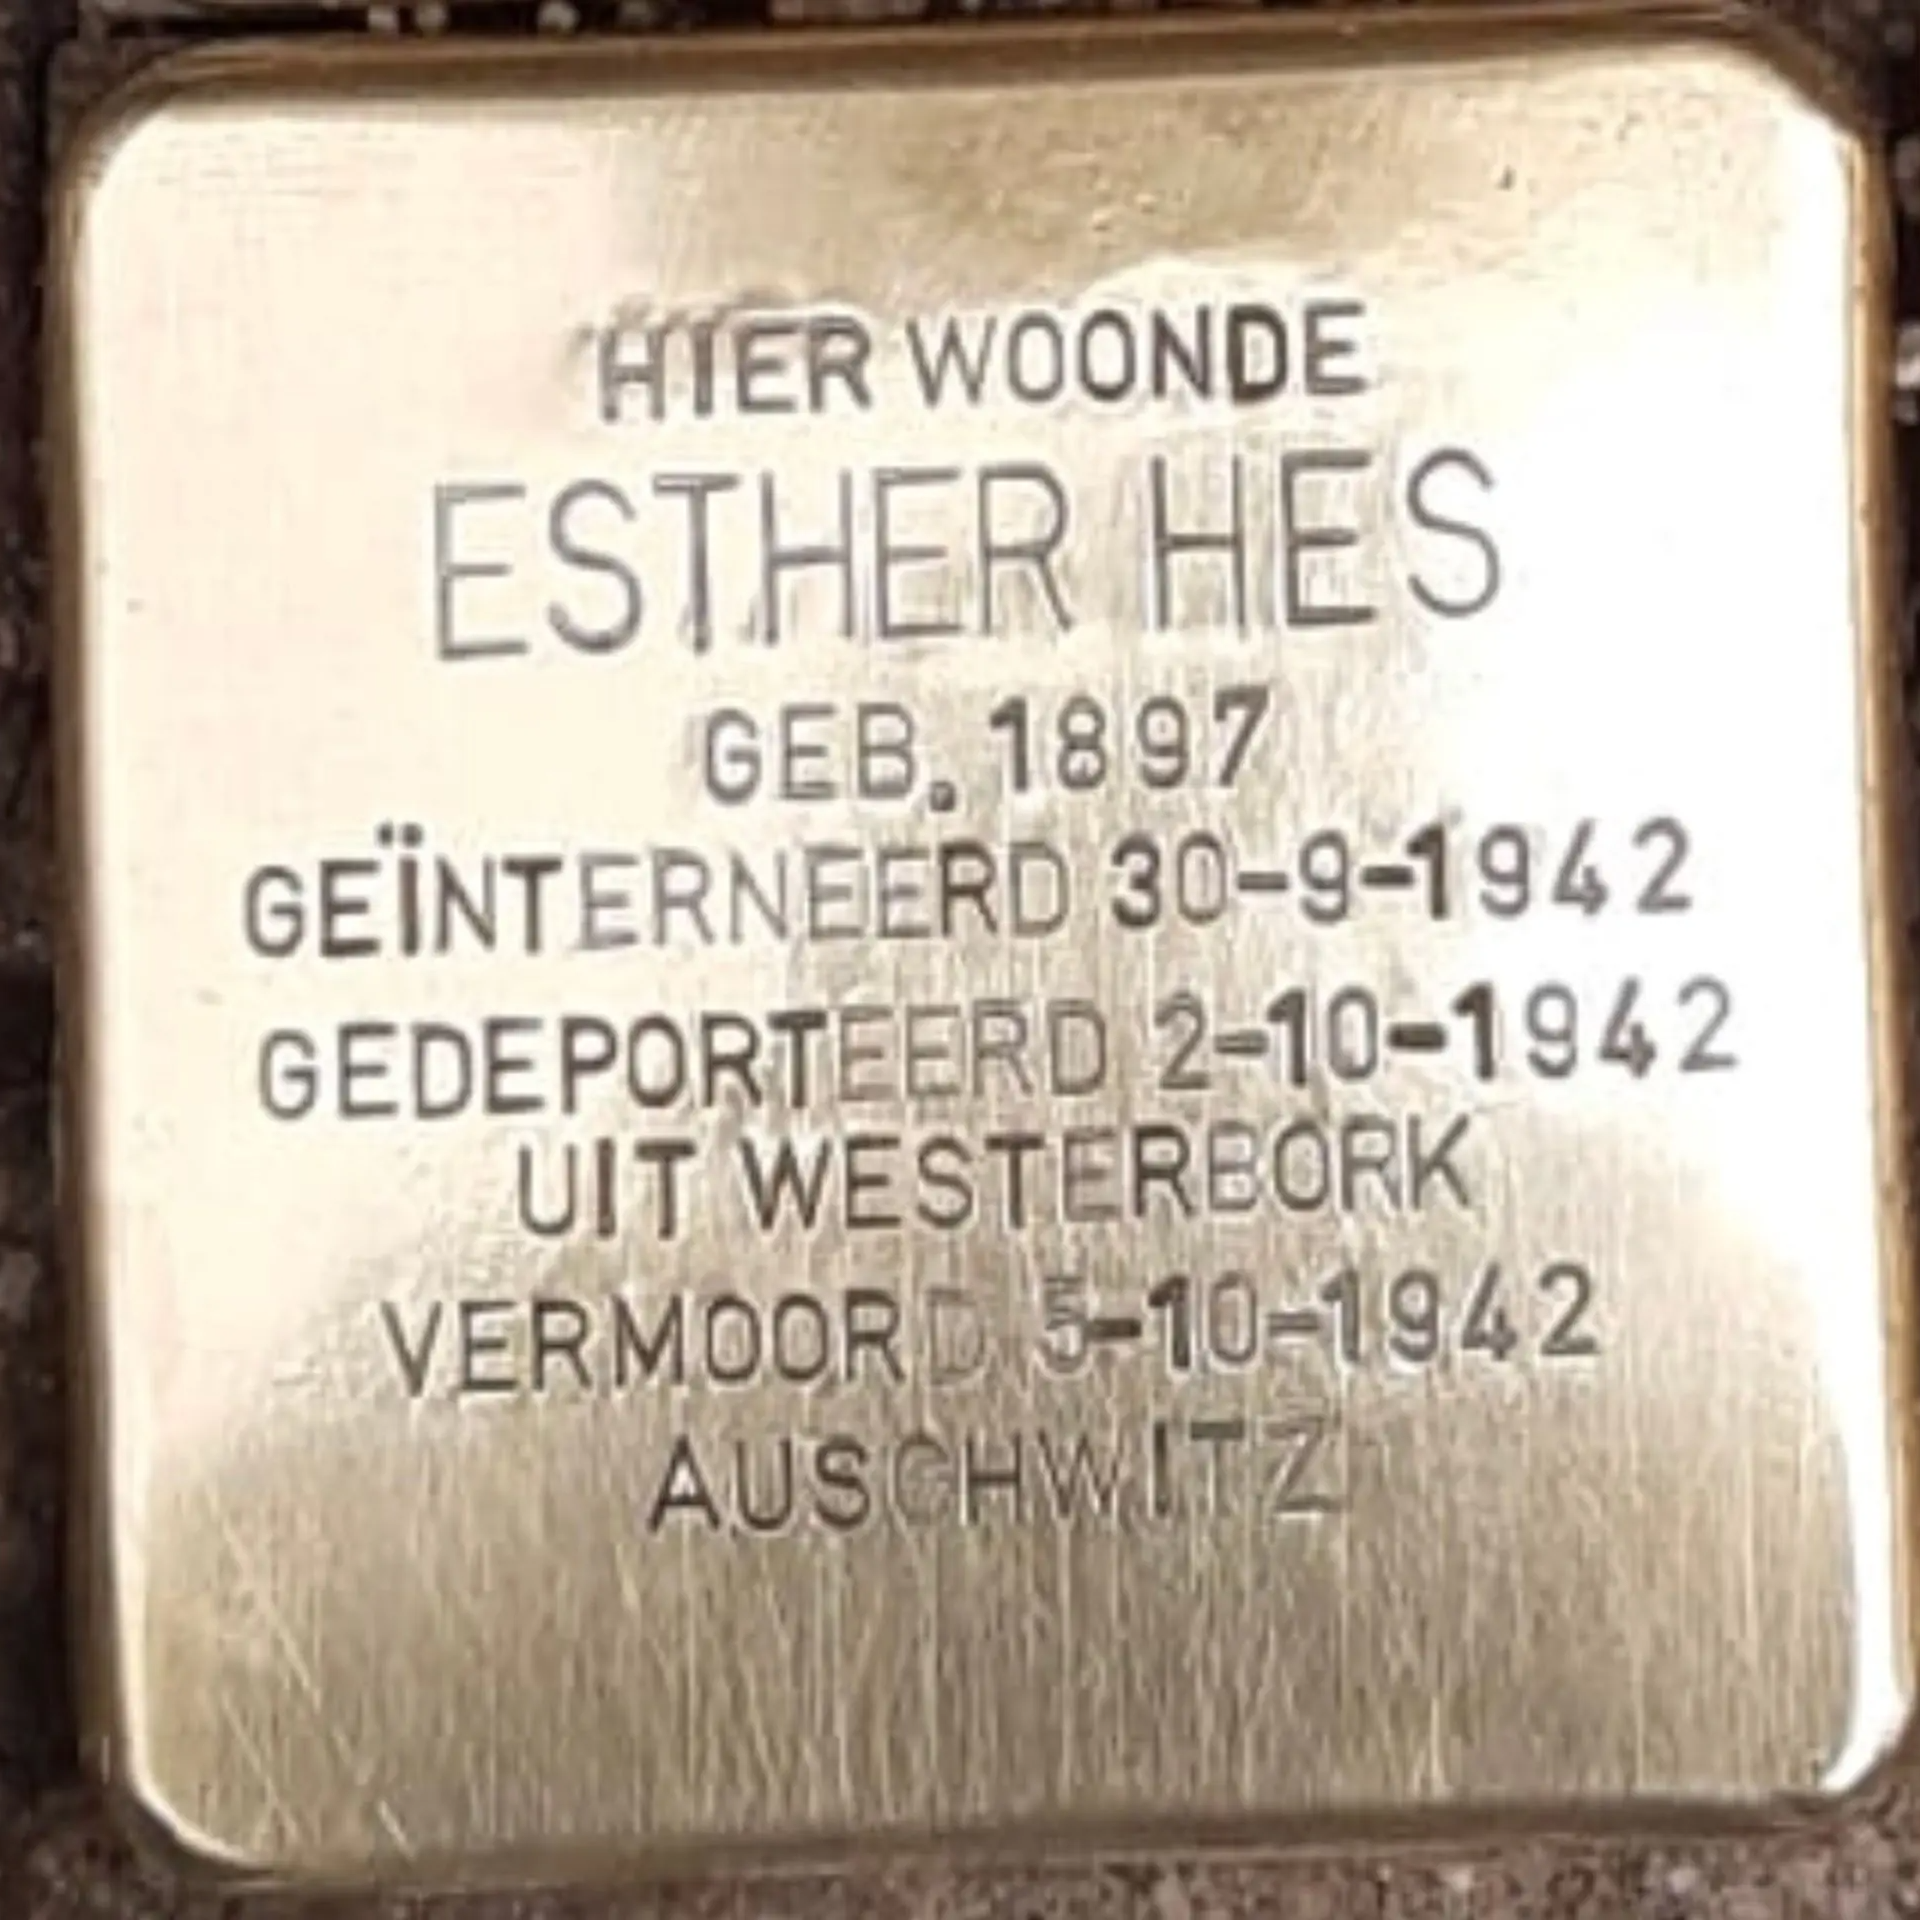 HIER WOONDE
ESTHER HES
GEB. 1897
GEÏNTERNEERD 30-9-1942
GEDEPORTEERD 2-10-1942
UIT WESTERBORK
VERMOORD 5-10-1942
AUSCHWITZ